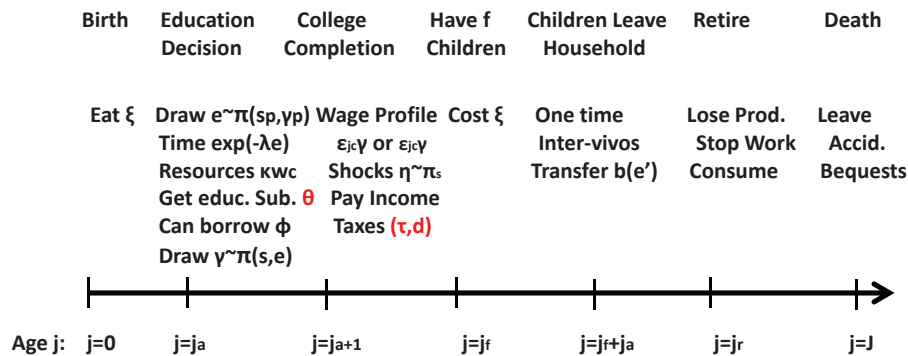 Birth Education College Have f Children Leave Retire Death
Decision Completion Children Household
Eat ξ Draw e~π(sp,γp) Wage Profile Cost ξ One time Lose Prod. Leave
Time exp(-λe) εjcγ or εjcγ Inter-vivos Stop Work Accid.
Resources κwc Shocks η~πs Transfer b(e’) Consume Bequests
Get educ. Sub. θ Pay Income
Can borrow ϕ Taxes (τ,d)
Draw γ~π(s,e)
Age j: j=0 j=ja j=ja+1 j=jf j=jf+ja j=jr j=J